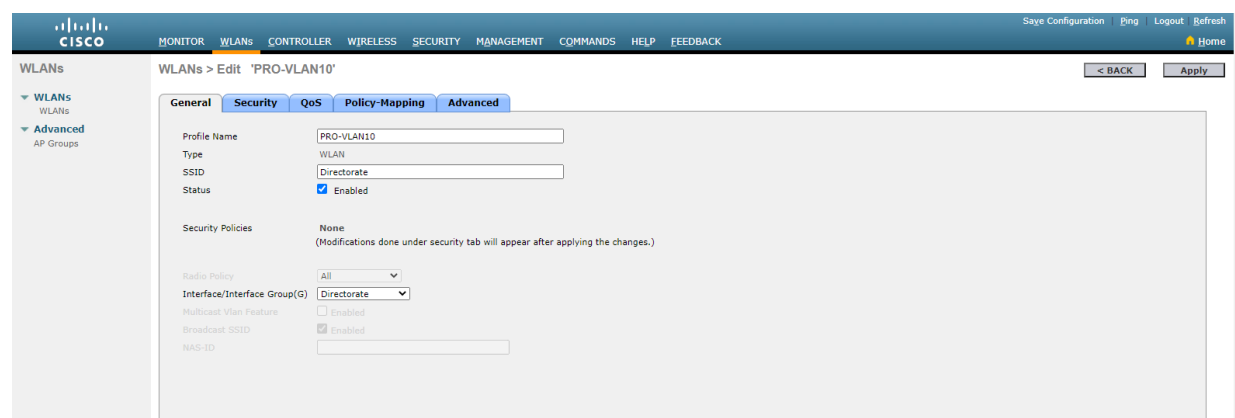 Save Configuration | Ping | Logout | Refresh
CISCO
MONITOR WLANs CONTROLLER WIRELESS SECURITY MANAGEMENT COMMANDS HELP FEEDBACK
Home
WLANs
WLANs > Edit 'PRO-VLAN10'
< BACK
Apply
WLANs
WLANs
Advanced
AP Groups
General Security QoS Policy-Mapping Advanced
Profile Name PRO-VLAN10
Type WLAN
SSID Directorate
Status Enabled
Security Policies None
(Modifications done under security tab will appear after applying the changes.)
Radio Policy All
Interface/Interface Group(G) Directorate
Multicast Vlan Feature Enabled
Broadcast SSID Enabled
NAS-ID